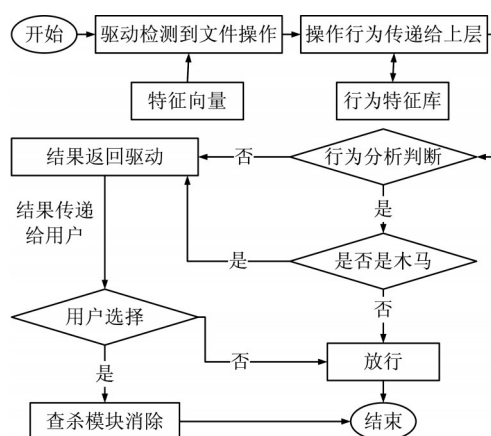 开始
驱动检测到文件操作
操作行为传递给上层
特征向量
行为特征库
结果返回驱动
否
行为分析判断
结果传递
给用户
是
是
是否是木马
否
用户选择
否
放行
是
查杀模块消除
结束